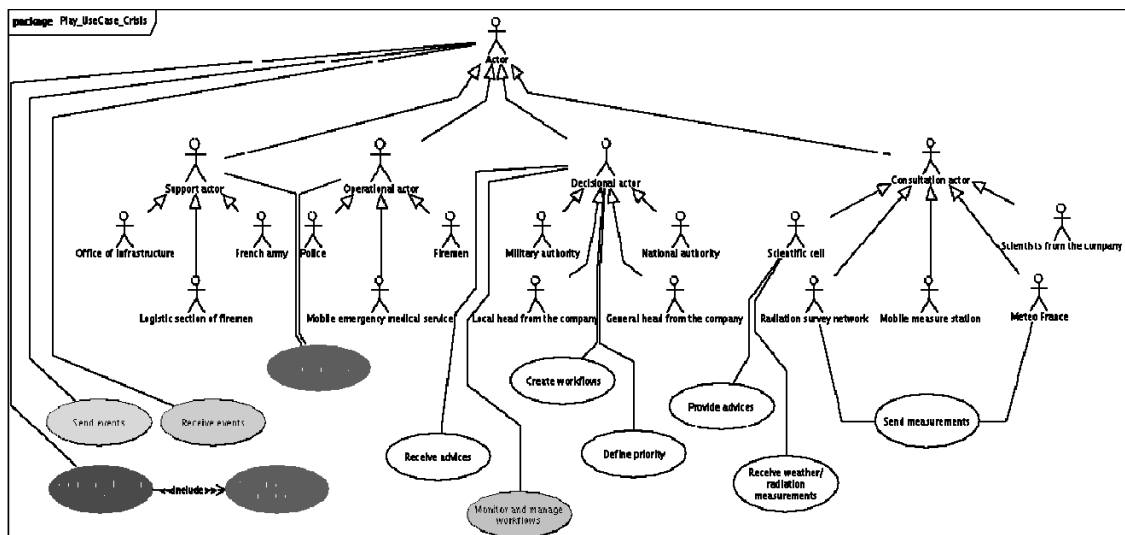 package Play_UseCase_Crisis
Actor
Support actor
Operational actor
Decisional actor
Consultation actor
Office of infrastructure
French army
Police
Firemen
Military authority
National authority
Scientific cell
Scientists from the company
Logistic section of firemen
Mobile emergency medical service
Local head from the company
General head from the company
Radiation survey network
Mobile measure station
Meteo France
Create workflows
Provide advices
Send events
Receive events
Send measurements
Receive advices
Define priority
Receive weather/
radiation
measurements
include
Monitor and manage
workflows